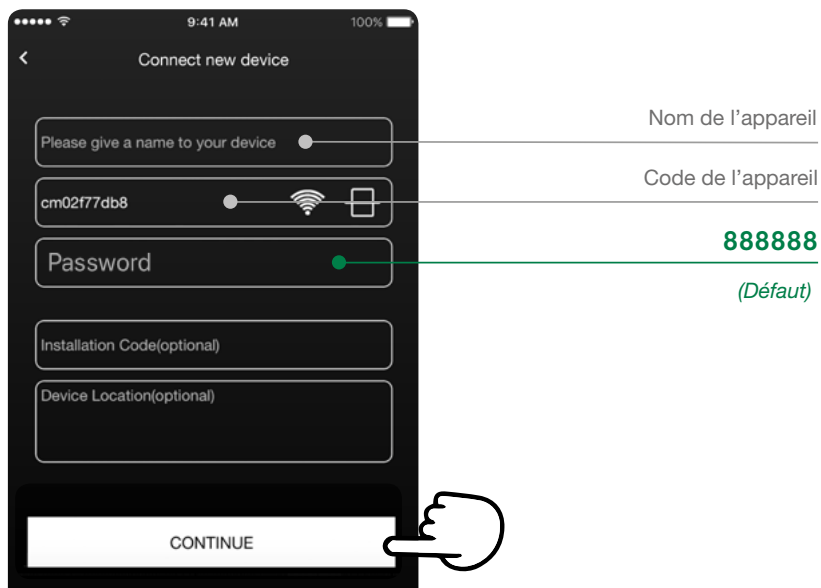 9:41 AM
100%
Connect new device
Please give a name to your device
Nom de l'appareil
cm02f77db8
Code de l'appareil
Password
888888
(Défaut)
Installation Code(optional)
Device Location(optional)
CONTINUE